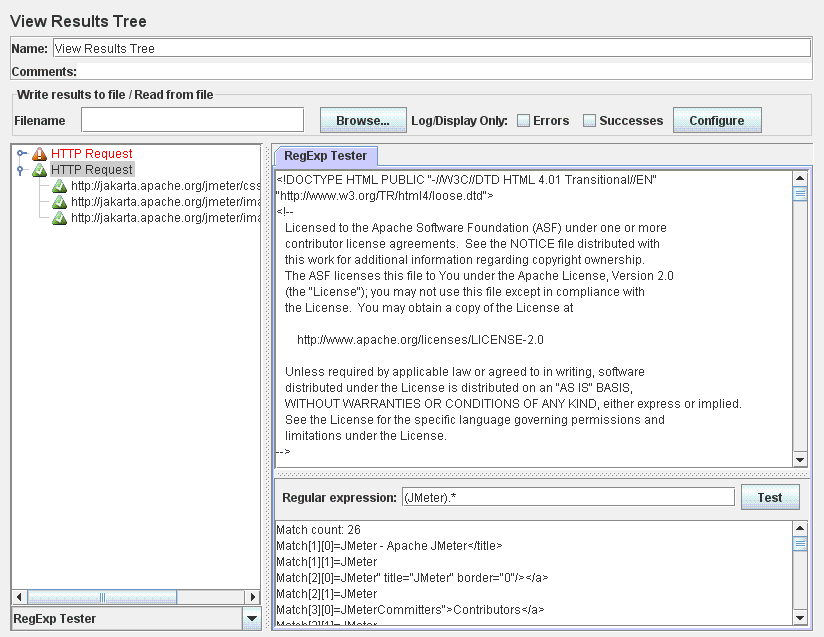 View Results Tree
Name: View Results Tree
Comments:
Write results to file / Read from file
Filename Browse... Log/Display Only: Errors Successes Configure
HTTP Request
HTTP Request
http://jakarta.apache.org/jmeter/css
http://jakarta.apache.org/jmeter/ima
http://jakarta.apache.org/jmeter/ima
RegExp Tester
RegExp Tester
<!DOCTYPE HTML PUBLIC "-//W3C//DTD HTML 4.01 Transitional//EN"
"http://www.w3.org/TR/html4/loose.dtd">
<!--
Licensed to the Apache Software Foundation (ASF) under one or more
contributor license agreements. See the NOTICE file distributed with
this work for additional information regarding copyright ownership.
The ASF licenses this file to You under the Apache License, Version 2.0
(the "License"); you may not use this file except in compliance with
the License. You may obtain a copy of the License at
http://www.apache.org/licenses/LICENSE-2.0
Unless required by applicable law or agreed to in writing, software
distributed under the License is distributed on an "AS IS" BASIS,
WITHOUT WARRANTIES OR CONDITIONS OF ANY KIND, either express or implied.
See the License for the specific language governing permissions and
limitations under the License.
-->
Regular expression: (JMeter).* Test
Match count: 26
Match[1][0]=JMeter - Apache JMeter</title>
Match[1][1]=JMeter
Match[2][0]=JMeter" title="JMeter" border="0"/></a>
Match[2][1]=JMeter
Match[3][0]=JMeterCommitters">Contributors</a>
Match[3][1]=JMeter